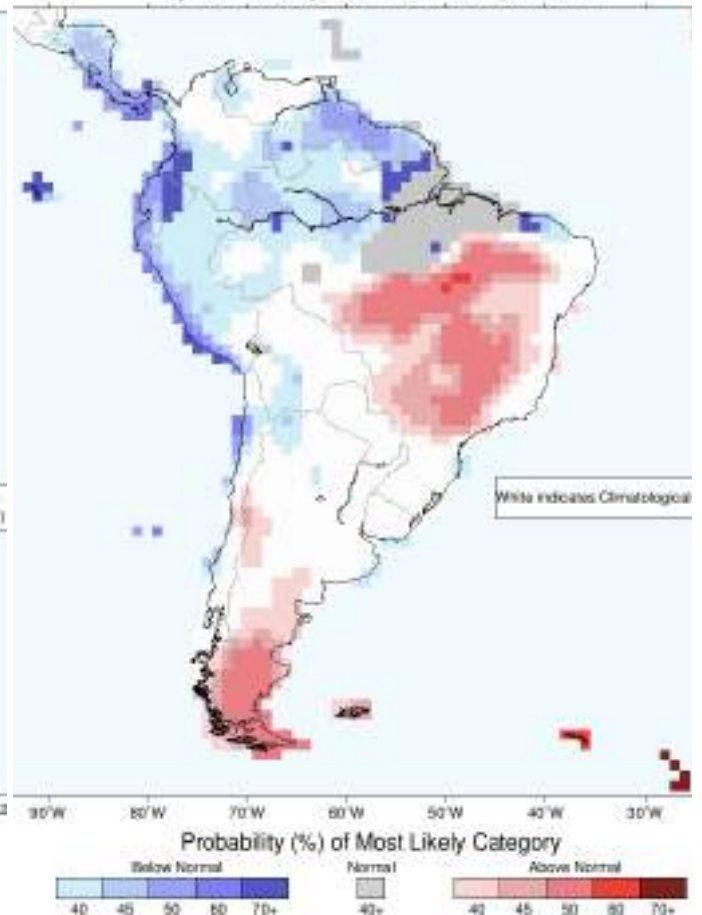 White indicates Climatological
90°W 80°W 70°W 60°W 50°W 40°W 30°W
Probability (%) of Most Likely Category
Below Normal Normal Above Normal
40 45 50 60 70+ 40+ 40 45 50 60 70+